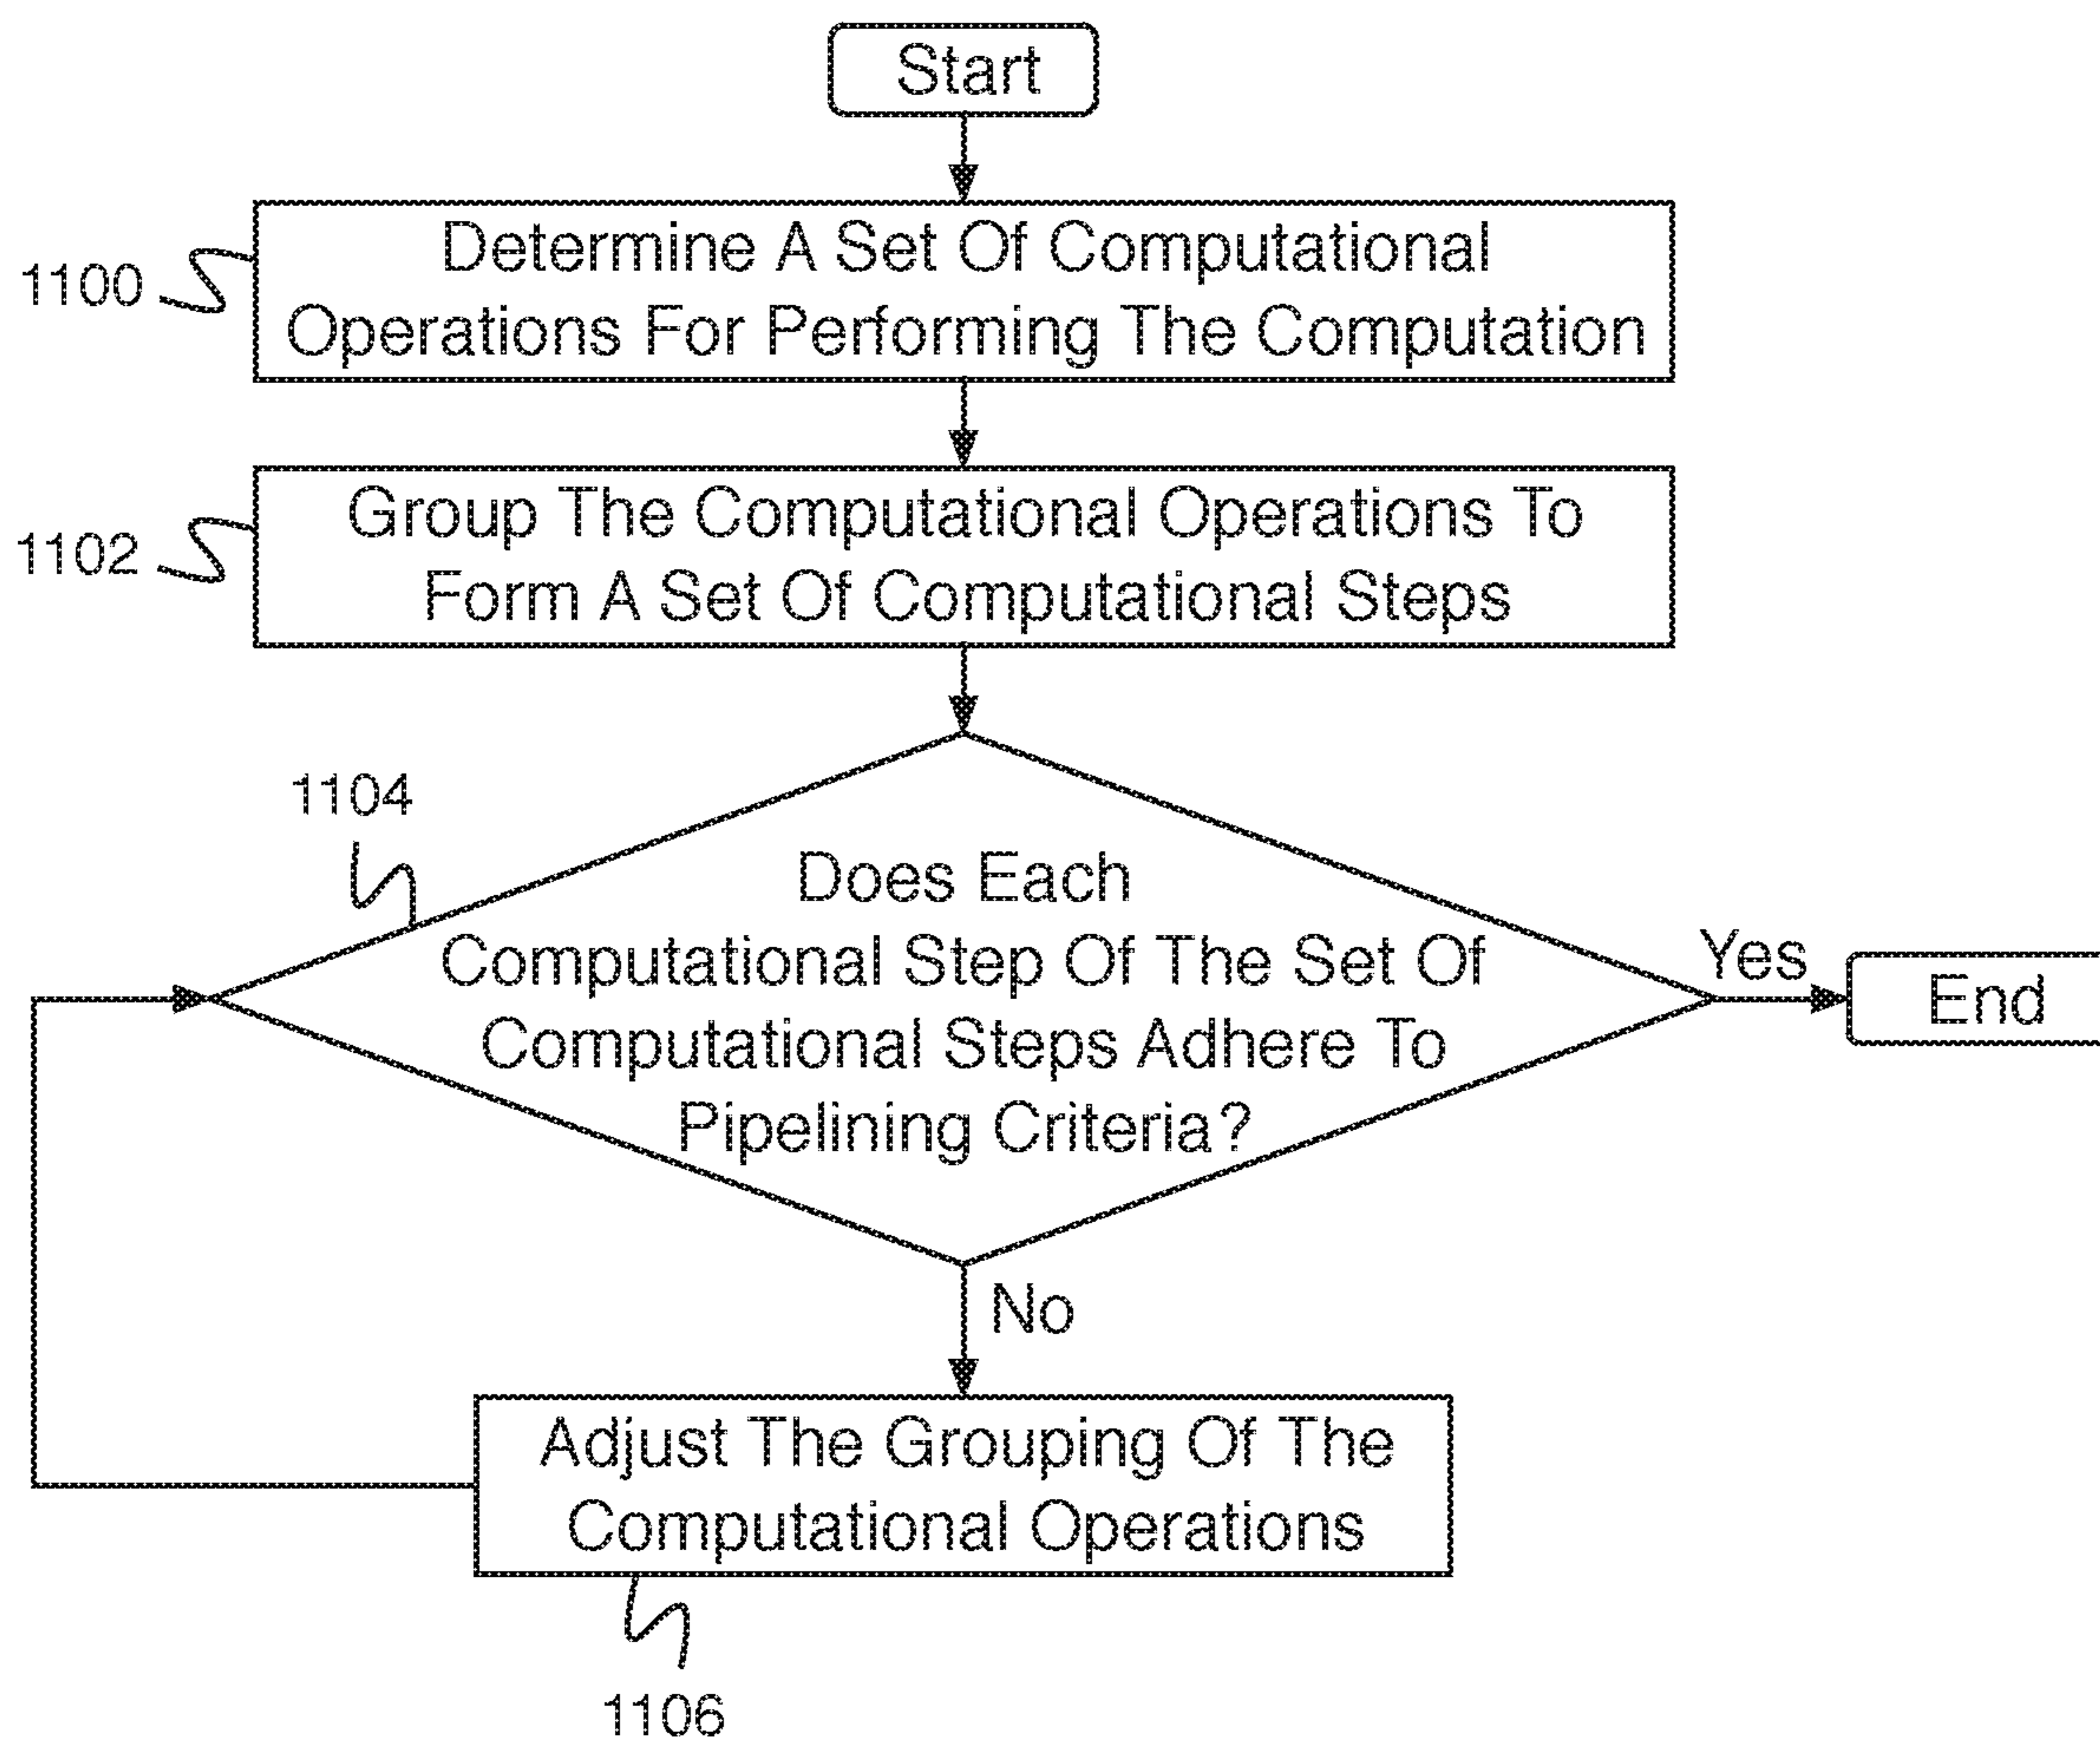 Start
1100
Determine A Set Of Computational
Operations For Performing The Computation
1102
Group The Computational Operations To
Form A Set Of Computational Steps
1104
Does Each
Computational Step Of The Set Of
Computational Steps Adhere To
Pipelining Criteria?
Yes
End
No
Adjust The Grouping Of The
Computational Operations
1106